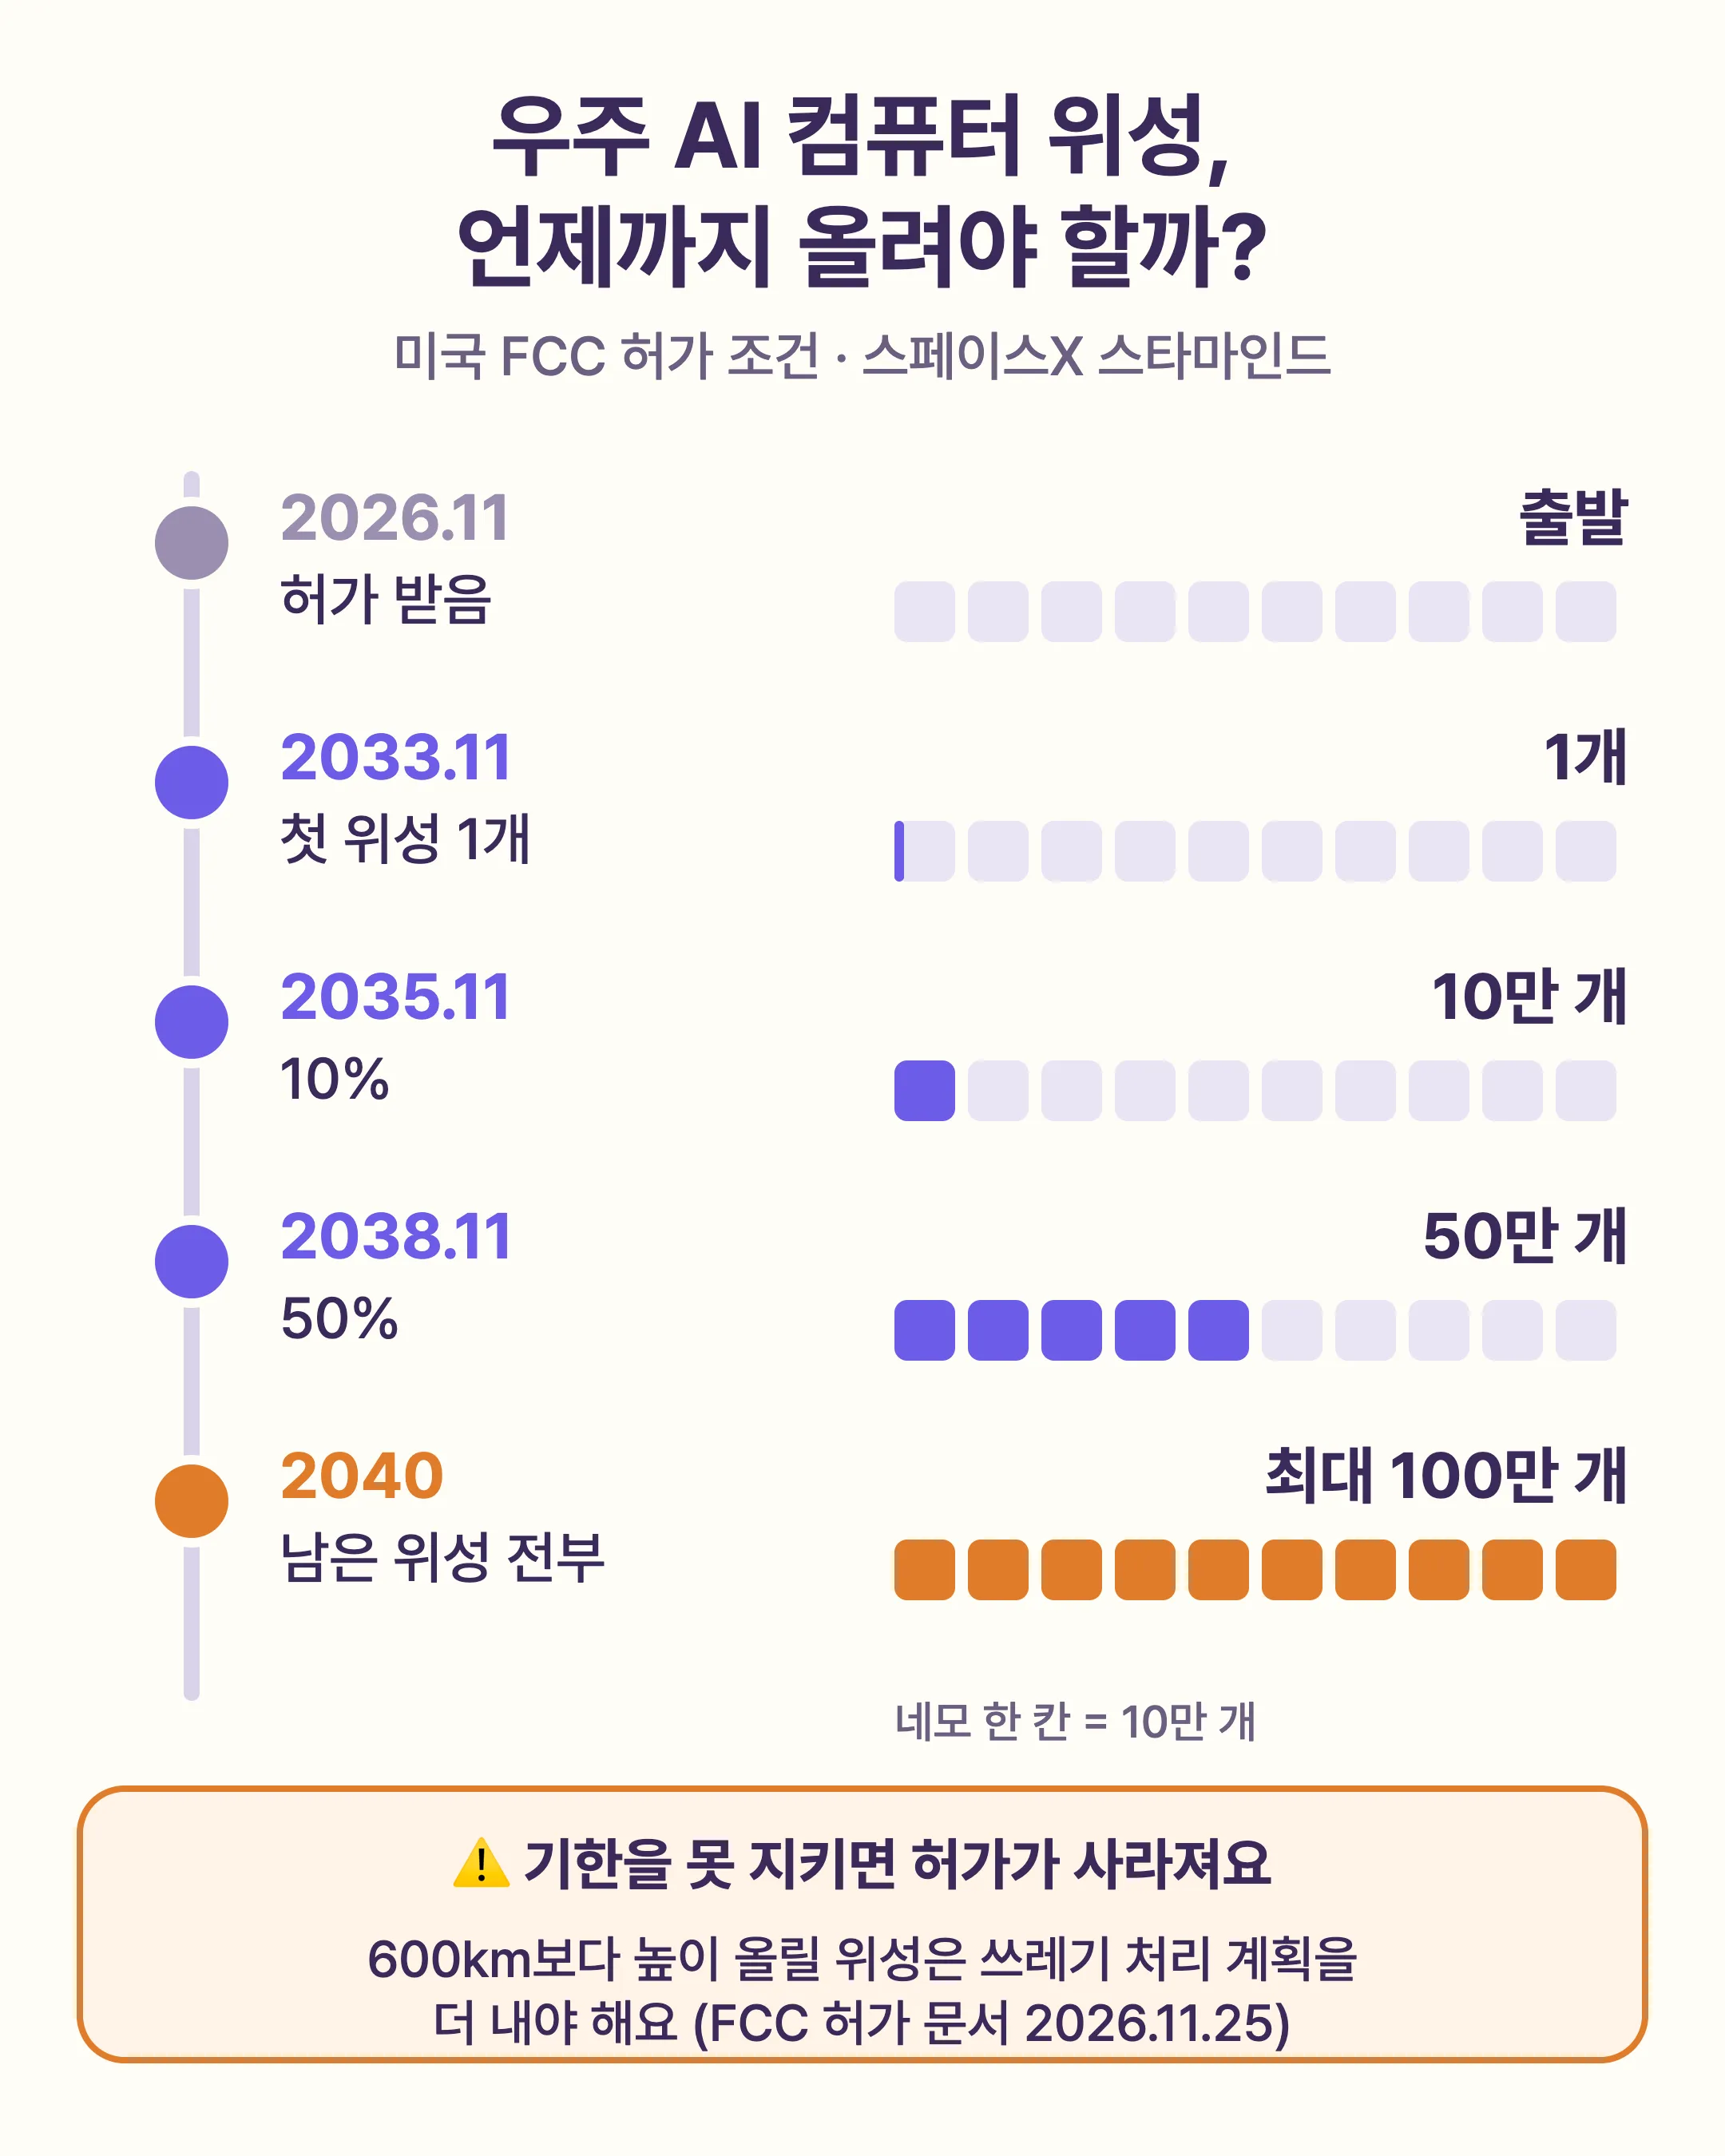 우주 AI 컴퓨터 위성,
언제까지 올려야 할까?
미국 FCC 허가 조건 · 스페이스X 스타마인드
2026.11
허가 받음
출발
2033.11
첫 위성 1개
1개
2035.11
10%
10만 개
2038.11
50%
50만 개
2040
남은 위성 전부
최대 100만 개
네모 한 칸 = 10만 개
⚠️ 기한을 못 지키면 허가가 사라져요
600km보다 높이 올릴 위성은 쓰레기 처리 계획을
더 내야 해요 (FCC 허가 문서 2026.11.25)